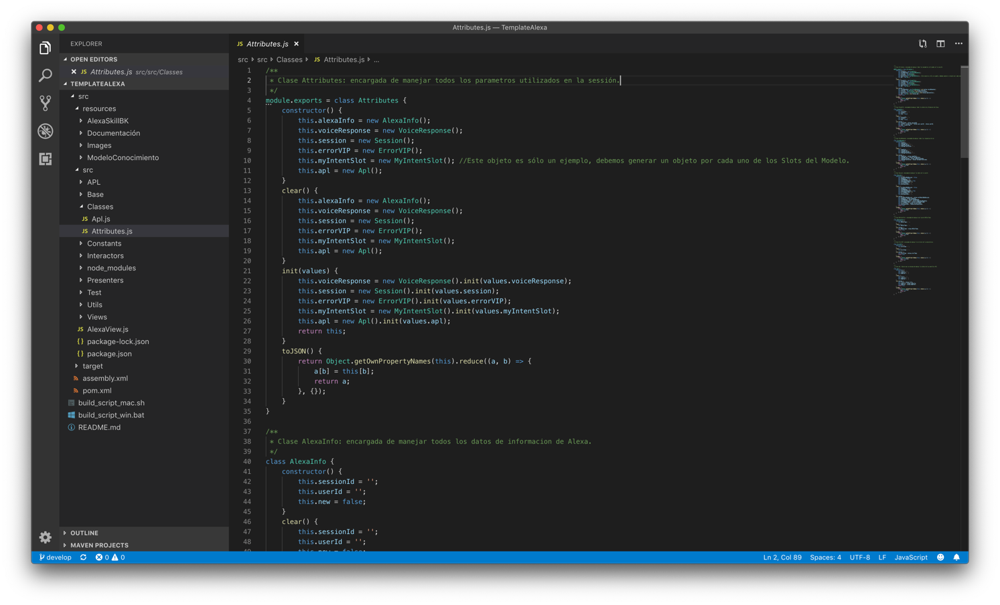 Attributes.js — TemplateAlexa
EXPLORER
OPEN EDITORS
JS Attributes.js src/src/Classes
TEMPLATEALEXA
src
resources
AlexaSkillBK
Documentación
Images
ModeloConocimiento
src
APL
Base
Classes
JS Apl.js
JS Attributes.js
Constants
Interactors
node_modules
Presenters
Test
Utils
Views
JS AlexaView.js
{} package-lock.json
{} package.json
target
assembly.xml
pom.xml
build_script_mac.sh
build_script_win.bat
README.md
OUTLINE
MAVEN PROJECTS
JS Attributes.js
src src Classes JS Attributes.js ...
1 /**
2 * Clase Attributes: encargada de manejar todos los parametros utilizados en la sessión.
3 */
4 module.exports = class Attributes {
5 constructor() {
6 this.alexaInfo = new AlexaInfo();
7 this.voiceResponse = new VoiceResponse();
8 this.session = new Session();
9 this.errorVIP = new ErrorVIP();
10 this.myIntentSlot = new MyIntentSlot(); //Este objeto es sólo un ejemplo, debemos generar un objeto por cada uno de los Slots del Modelo.
11 this.apl = new Apl();
12 }
13 clear() {
14 this.alexaInfo = new AlexaInfo();
15 this.voiceResponse = new VoiceResponse();
16 this.session = new Session();
17 this.errorVIP = new ErrorVIP();
18 this.myIntentSlot = new MyIntentSlot();
19 this.apl = new Apl();
20 }
21 init(values) {
22 this.voiceResponse = new VoiceResponse().init(values.voiceResponse);
23 this.session = new Session().init(values.session);
24 this.errorVIP = new ErrorVIP().init(values.errorVIP);
25 this.myIntentSlot = new MyIntentSlot().init(values.myIntentSlot);
26 this.apl = new Apl().init(values.apl);
27 return this;
28 }
29 toJSON() {
30 return Object.getOwnPropertyNames(this).reduce((a, b) => {
31 a[b] = this[b];
32 return a;
33 }, {});
34 }
35 }
36
37 /**
38 * Clase AlexaInfo: encargada de manejar todos los datos de informacion de Alexa.
39 */
40 class AlexaInfo {
41 constructor() {
42 this.sessionId = '';
43 this.userId = '';
44 this.new = false;
45 }
46 clear() {
47 this.sessionId = '';
48 this.userId = '';
49 this.new = false;
develop 0 0
Ln 2, Col 89 Spaces: 4 UTF-8 LF JavaScript